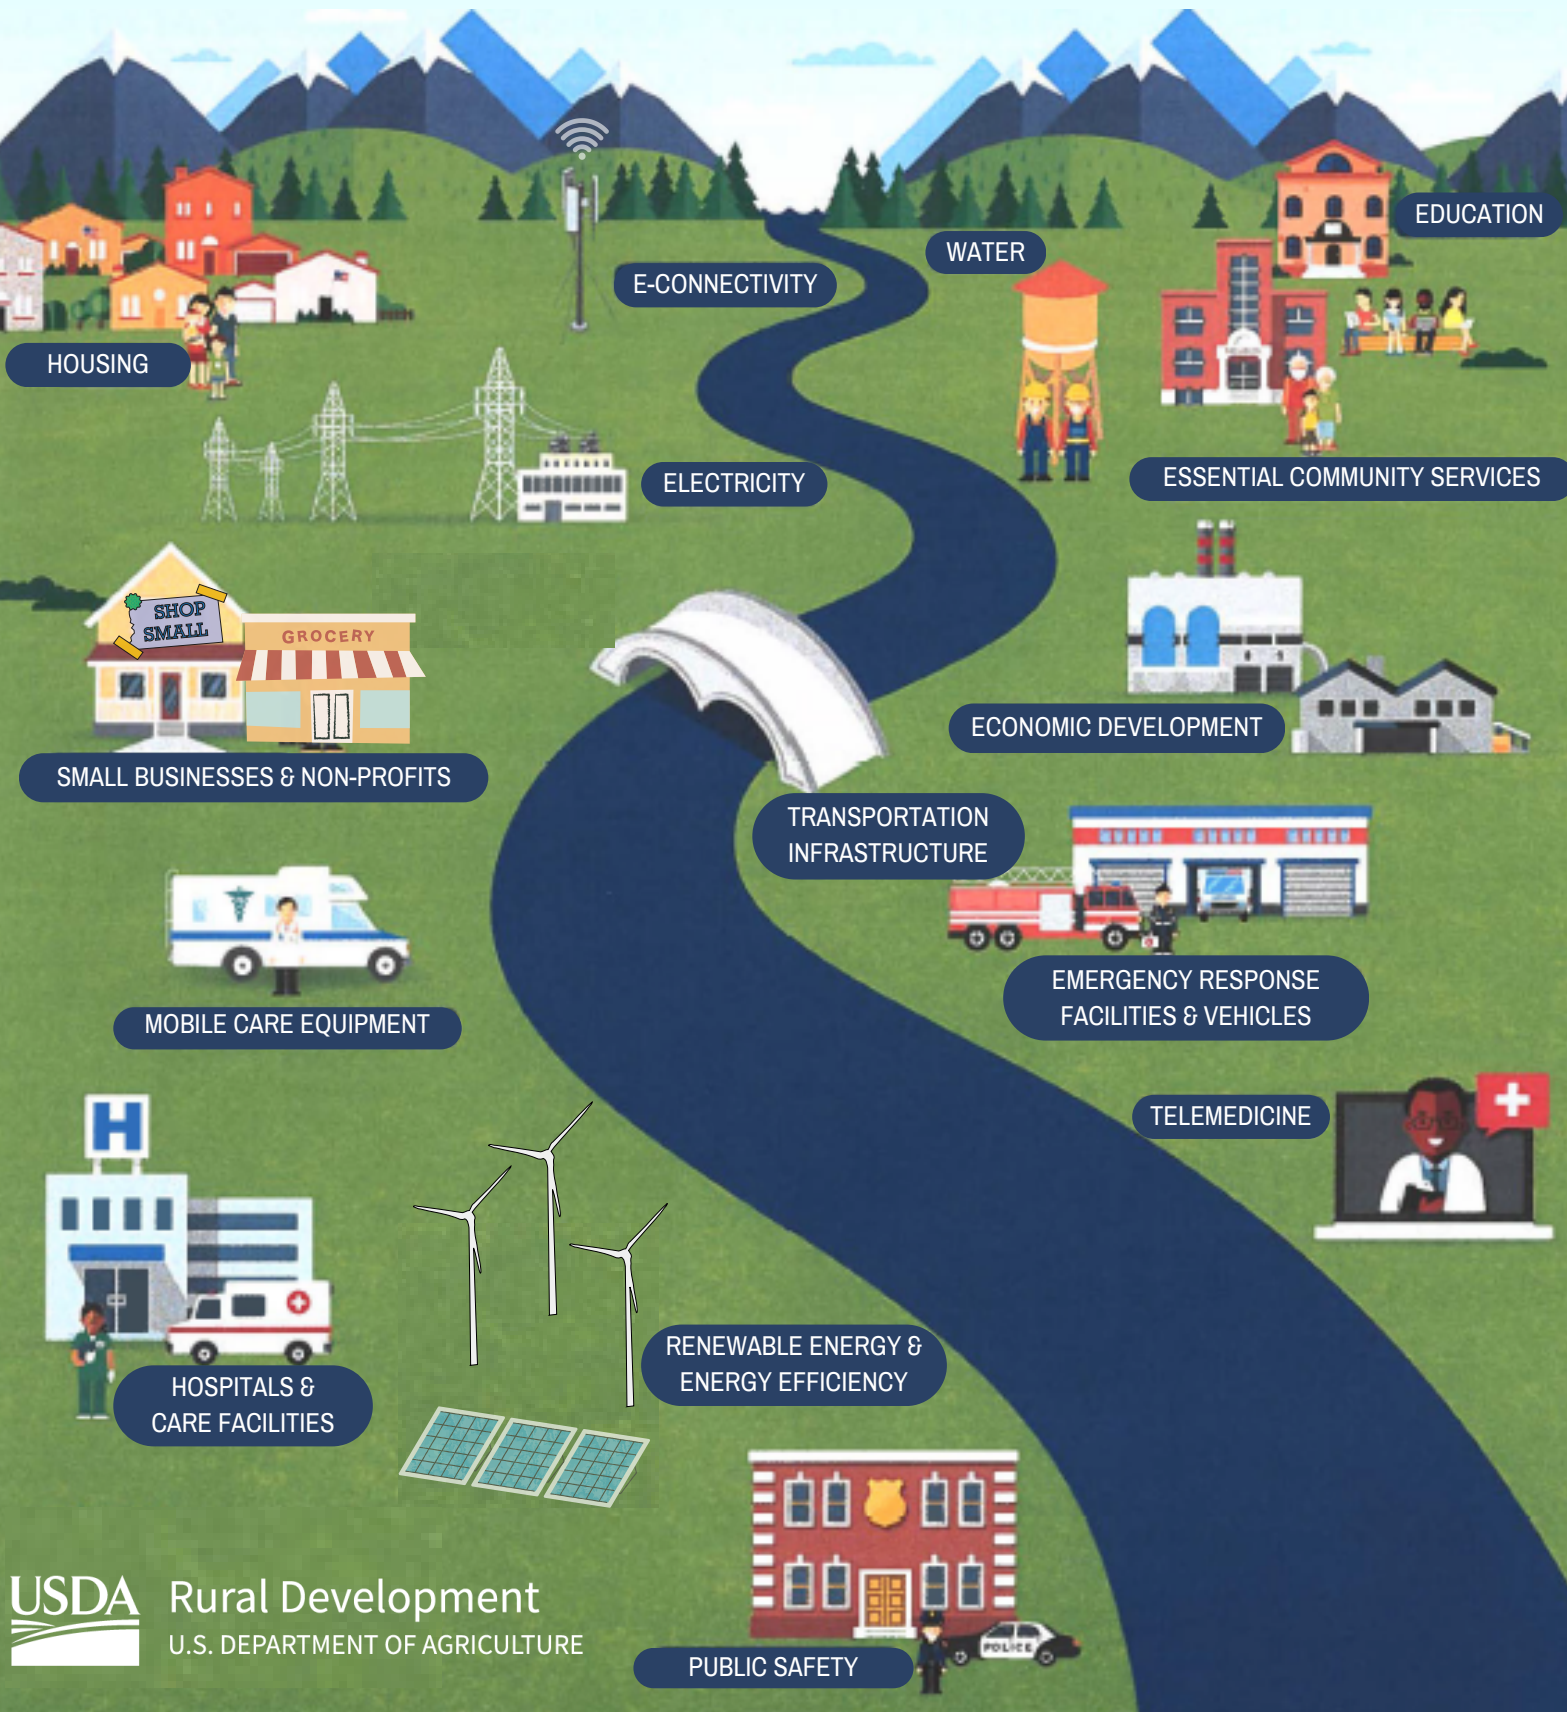 EDUCATION
WATER
E-CONNECTIVITY
HOUSING
ELECTRICITY
ESSENTIAL COMMUNITY SERVICES
SHOP
SMALL
GROCERY
SMALL BUSINESSES & NON-PROFITS
ECONOMIC DEVELOPMENT
TRANSPORTATION
INFRASTRUCTURE
EMERGENCY RESPONSE
FACILITIES & VEHICLES
MOBILE CARE EQUIPMENT
TELEMEDICINE
H
RENEWABLE ENERGY &
ENERGY EFFICIENCY
HOSPITALS &
CARE FACILITIES
USDA
Rural Development
U.S. DEPARTMENT OF AGRICULTURE
POLICE
PUBLIC SAFETY